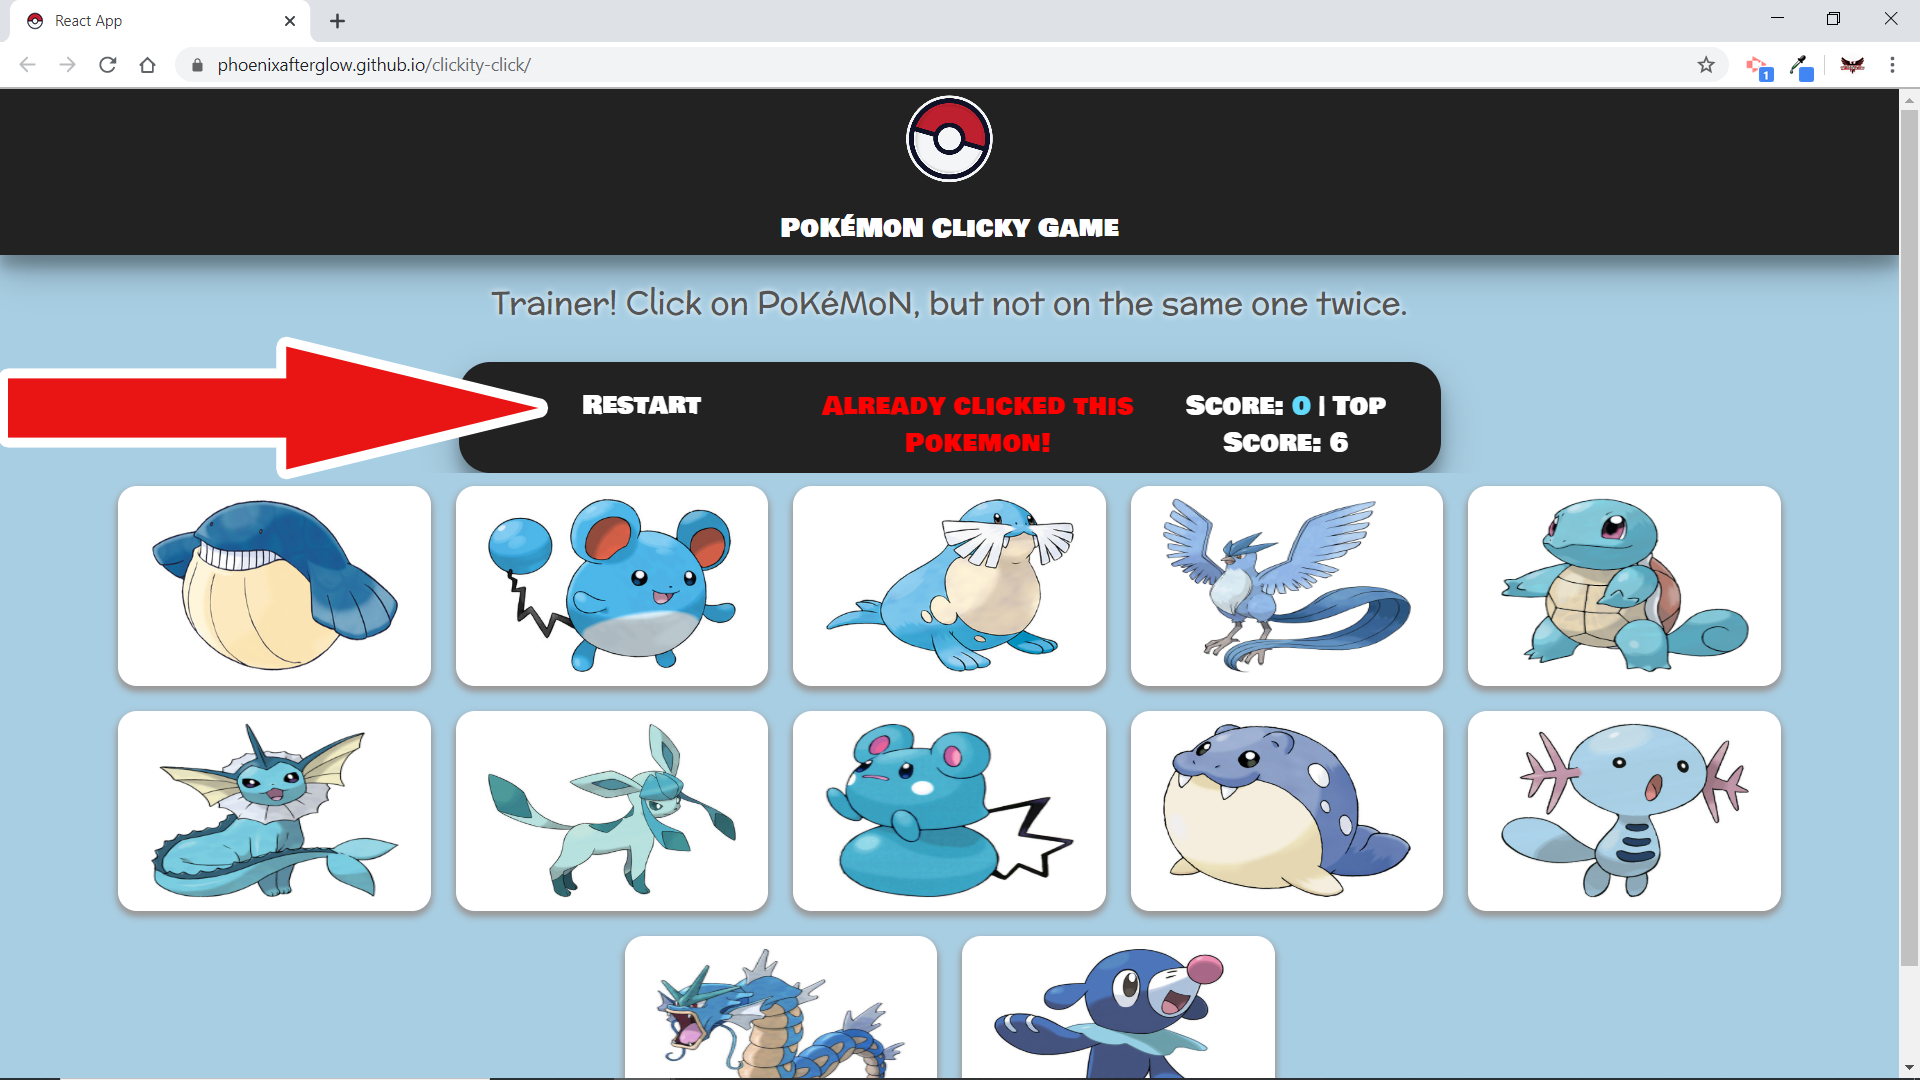 React App
phoenixafterglow.github.io/clickity-click/
1
PoKéMoN Clicky Game
Trainer! Click on PoKéMoN, but not on the same one twice.
Restart
Already clicked this
Pokemon!
Score: 0 | Top
Score: 6